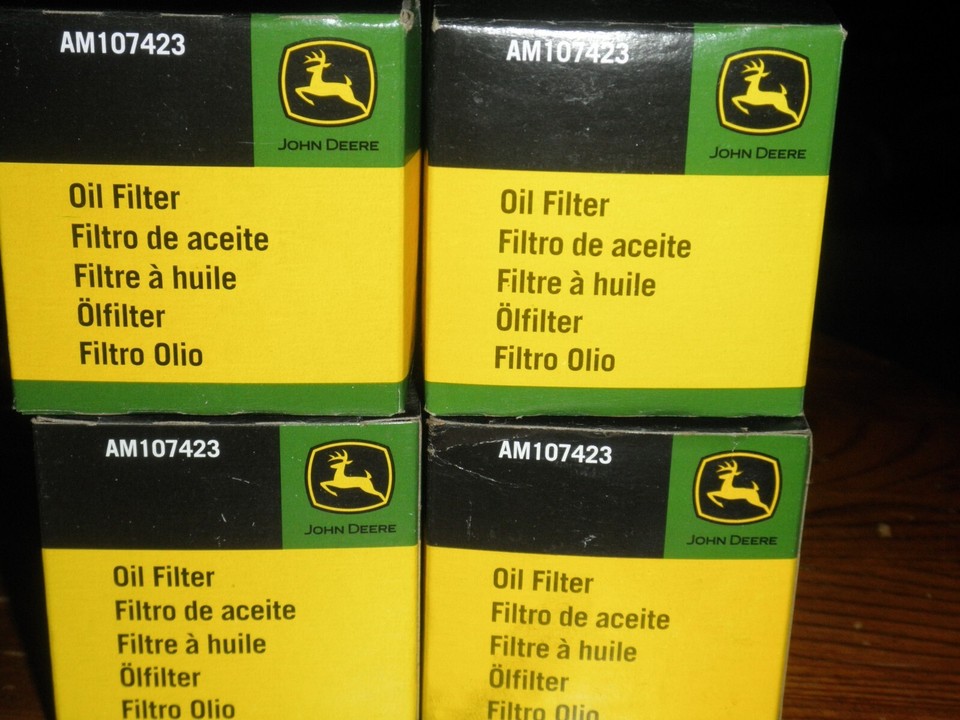 AM107423
JOHN DEERE
Oil Filter
Filtro de aceite
Filtre à huile
Ölfilter
Filtro Olio
AM107423
JOHN DEERE
Oil Filter
Filtro de aceite
Filtre à huile
Ölfilter
Filtro Olio
AM107423
JOHN DEERE
Oil Filter
Filtro de aceite
Filtre à huile
Ölfilter
Filtro Olio
AM107423
JOHN DEERE
Oil Filter
Filtro de aceite
Filtre à huile
Ölfilter
Filtro Olio